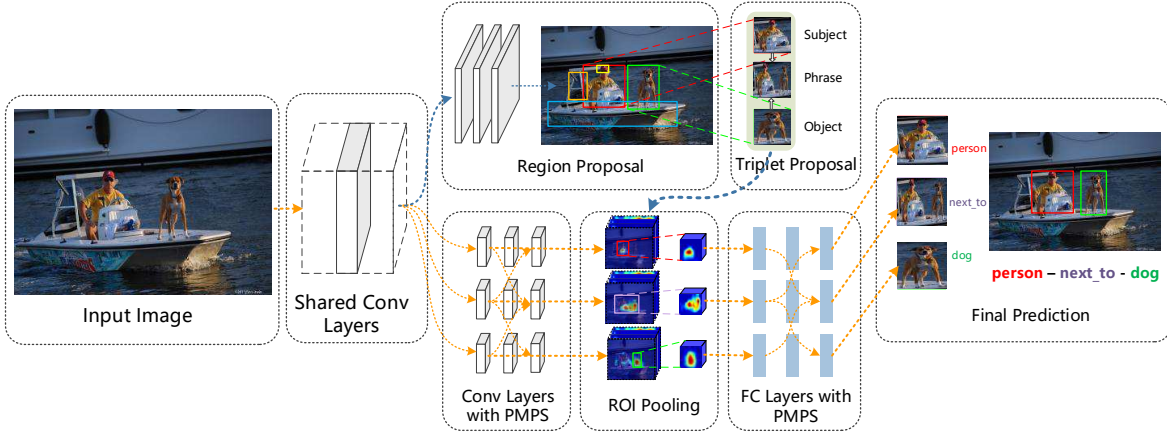 Input Image
Shared Conv
Layers
Region Proposal
Subject
Phrase
Object
Triplet Proposal
Conv Layers
with PMPS
ROI Pooling
FC Layers with
PMPS
person
next_to
dog
person – next_to - dog
Final Prediction